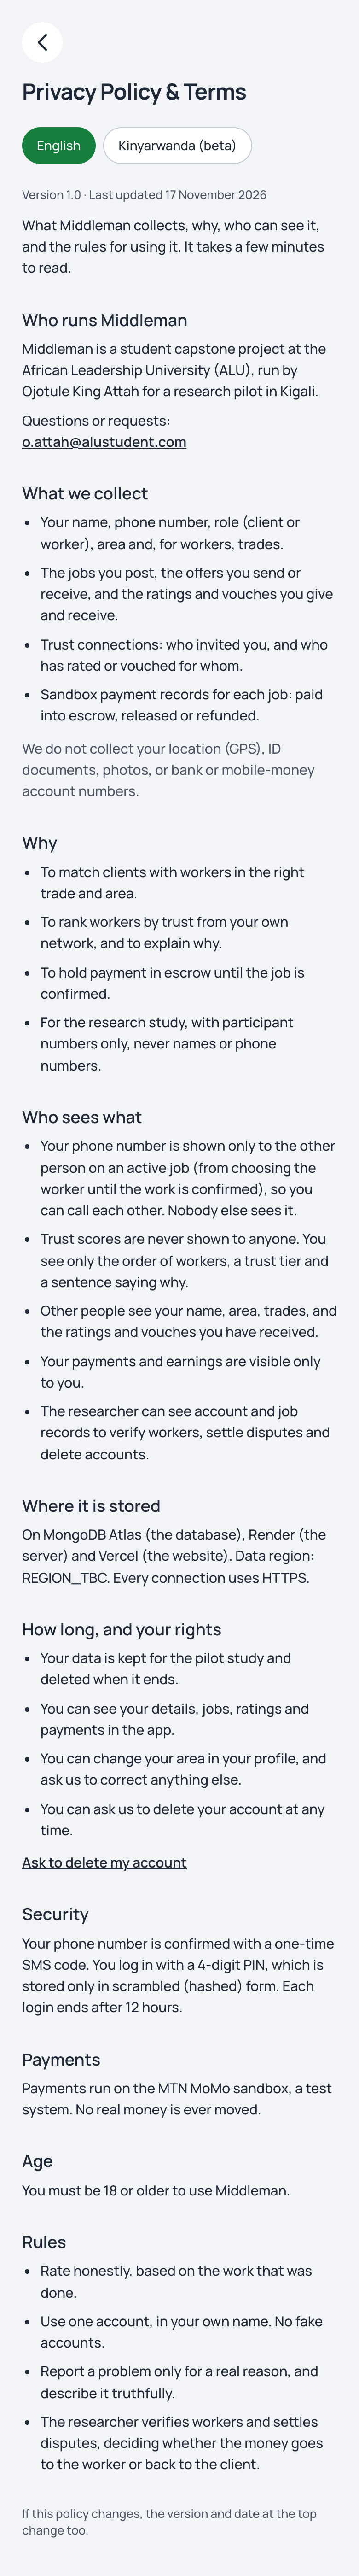 Privacy Policy & Terms
English
Kinyarwanda (beta)
Version 1.0 · Last updated 17 November 2026
What Middleman collects, why, who can see it,
and the rules for using it. It takes a few minutes
to read.
Who runs Middleman
Middleman is a student capstone project at the
African Leadership University (ALU), run by
Ojotule King Attah for a research pilot in Kigali.
Questions or requests:
o.attah@alustudent.com
What we collect
• Your name, phone number, role (client or
worker), area and, for workers, trades.
• The jobs you post, the offers you send or
receive, and the ratings and vouches you give
and receive.
• Trust connections: who invited you, and who
has rated or vouched for whom.
• Sandbox payment records for each job: paid
into escrow, released or refunded.
We do not collect your location (GPS), ID
documents, photos, or bank or mobile-money
account numbers.
Why
• To match clients with workers in the right
trade and area.
• To rank workers by trust from your own
network, and to explain why.
• To hold payment in escrow until the job is
confirmed.
• For the research study, with participant
numbers only, never names or phone
numbers.
Who sees what
• Your phone number is shown only to the other
person on an active job (from choosing the
worker until the work is confirmed), so you
can call each other. Nobody else sees it.
• Trust scores are never shown to anyone. You
see only the order of workers, a trust tier and
a sentence saying why.
• Other people see your name, area, trades, and
the ratings and vouches you have received.
• Your payments and earnings are visible only
to you.
• The researcher can see account and job
records to verify workers, settle disputes and
delete accounts.
Where it is stored
On MongoDB Atlas (the database), Render (the
server) and Vercel (the website). Data region:
REGION_TBC. Every connection uses HTTPS.
How long, and your rights
• Your data is kept for the pilot study and
deleted when it ends.
• You can see your details, jobs, ratings and
payments in the app.
• You can change your area in your profile, and
ask us to correct anything else.
• You can ask us to delete your account at any
time.
Ask to delete my account
Security
Your phone number is confirmed with a one-time
SMS code. You log in with a 4-digit PIN, which is
stored only in scrambled (hashed) form. Each
login ends after 12 hours.
Payments
Payments run on the MTN MoMo sandbox, a test
system. No real money is ever moved.
Age
You must be 18 or older to use Middleman.
Rules
• Rate honestly, based on the work that was
done.
• Use one account, in your own name. No fake
accounts.
• Report a problem only for a real reason, and
describe it truthfully.
• The researcher verifies workers and settles
disputes, deciding whether the money goes
to the worker or back to the client.
If this policy changes, the version and date at the top
change too.